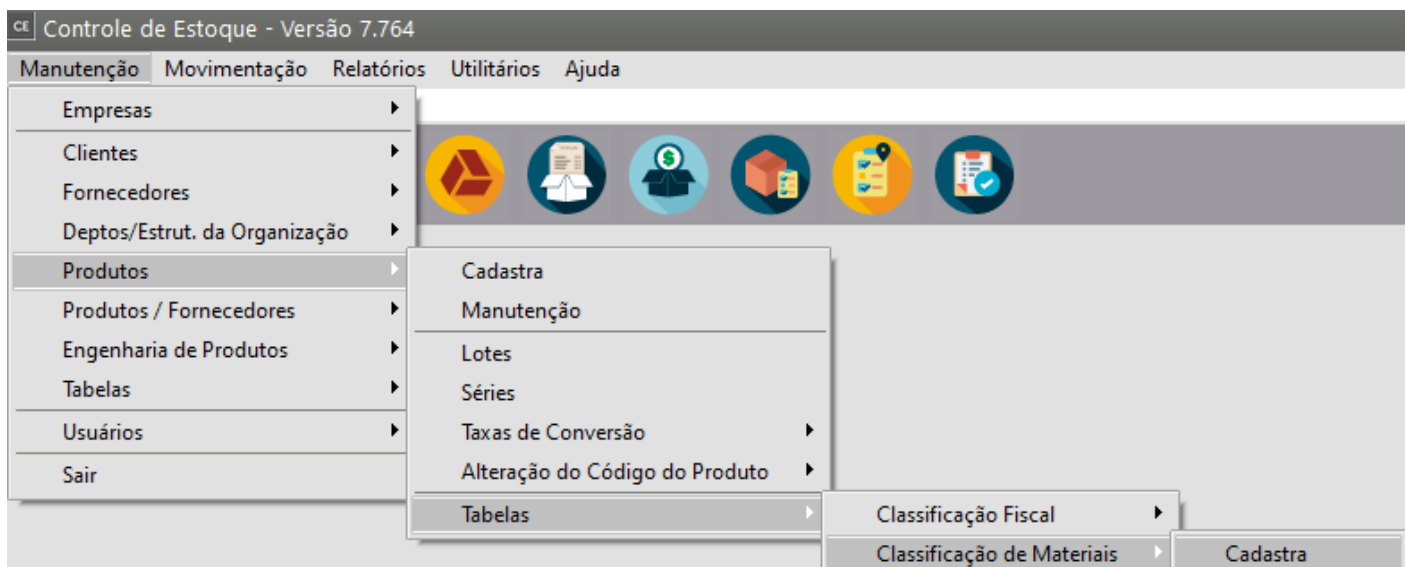 CE Controle de Estoque - Versão 7.764
Manutenção Movimentação Relatórios Utilitários Ajuda
Empresas
Clientes
Fornecedores
Deptos/Estrut. da Organização
Produtos
Produtos / Fornecedores
Engenharia de Produtos
Tabelas
Usuários
Sair
Cadastra
Manutenção
Lotes
Séries
Taxas de Conversão
Alteração do Código do Produto
Tabelas
Classificação Fiscal
Classificação de Materiais
Cadastra